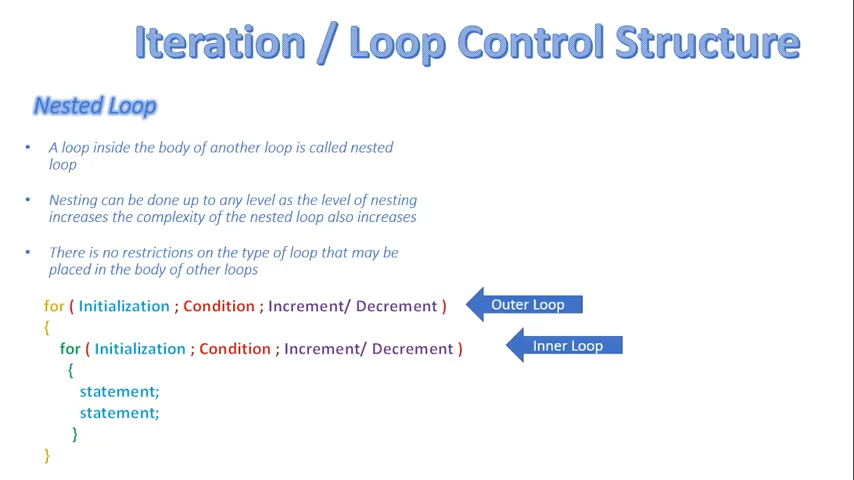 Iteration / Loop Control Structure
Nested Loop
• A loop inside the body of another loop is called nested
loop
• Nesting can be done up to any level as the level of nesting
increases the complexity of the nested loop also increases
• There is no restrictions on the type of loop that may be
placed in the body of other loops
for ( Initialization ; Condition ; Increment/ Decrement )
Outer Loop
{
for ( Initialization ; Condition ; Increment/ Decrement )
Inner Loop
{
statement;
statement;
}
}